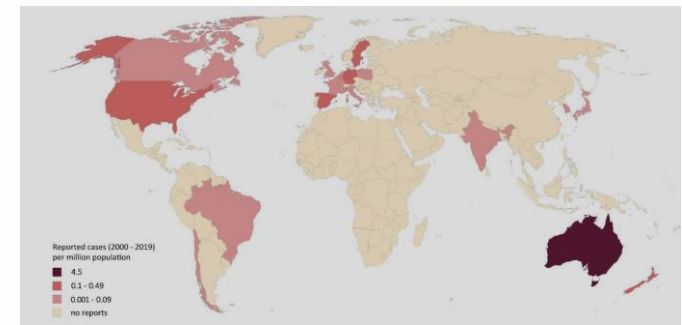 Reported cases (2000 - 2019)
per million population
4.5
0.1 - 0.49
0.001 - 0.09
no reports